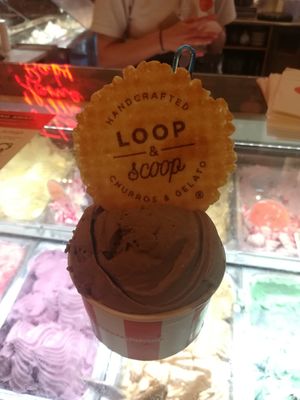 HANDCRAFTED
LOOP
&
scoop
CHURROS & GELATO
®